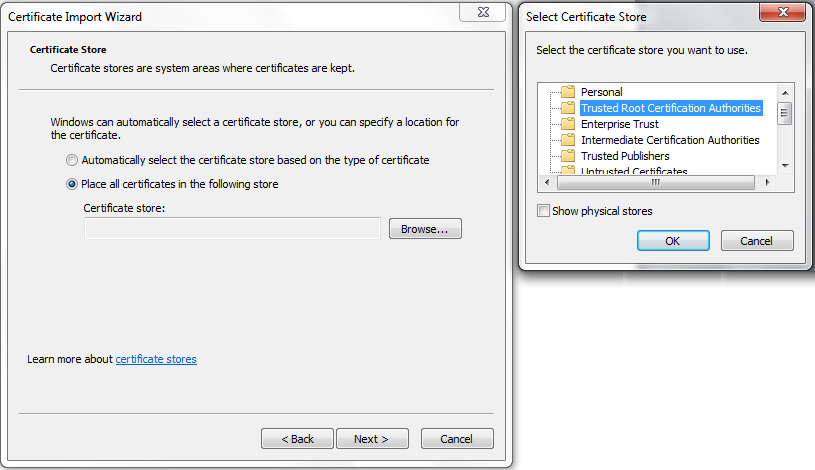 Certificate Import Wizard
Certificate Store
Certificate stores are system areas where certificates are kept.
Windows can automatically select a certificate store, or you can specify a location for
the certificate.
Automatically select the certificate store based on the type of certificate
Place all certificates in the following store
Certificate store:
Browse...
Learn more about certificate stores
< Back
Next >
Cancel
Select Certificate Store
Select the certificate store you want to use.
Personal
Trusted Root Certification Authorities
Enterprise Trust
Intermediate Certification Authorities
Trusted Publishers
Untrusted Certificates
Show physical stores
OK
Cancel